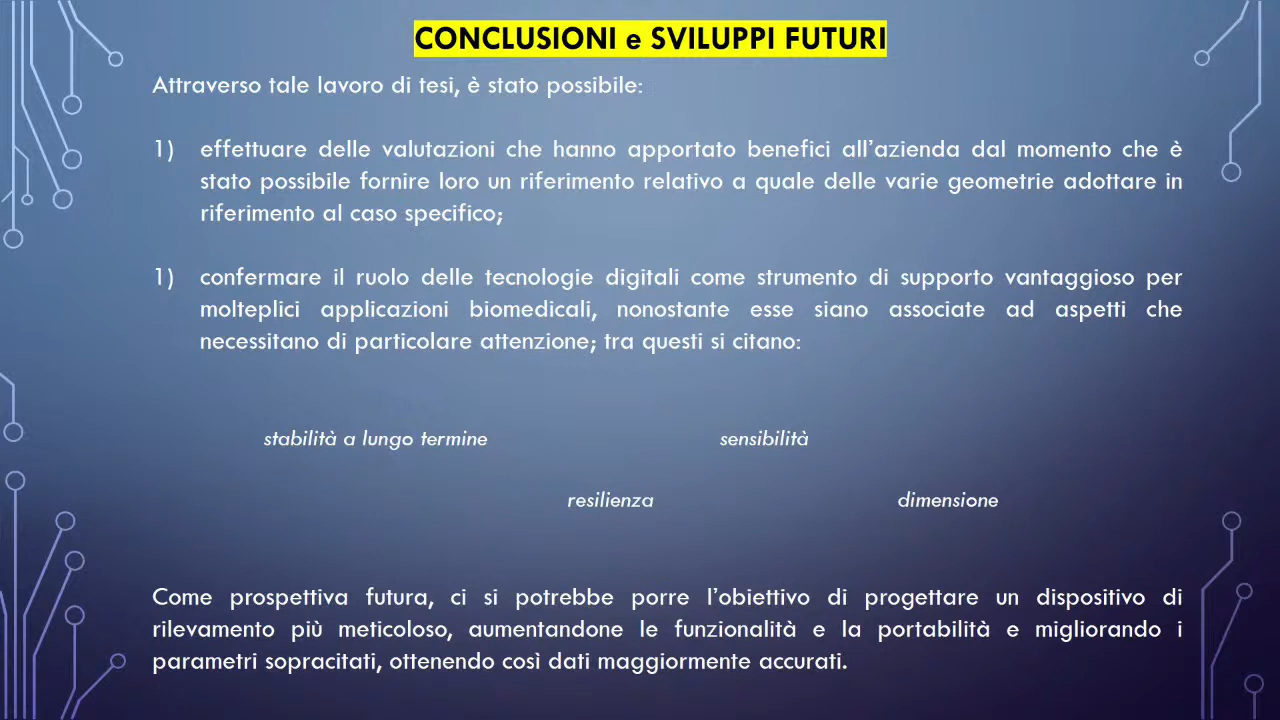 CONCLUSIONI e SVILUPPI FUTURI
Attraverso tale lavoro di tesi, è stato possibile:
1) effettuare delle valutazioni che hanno apportato benefici all’azienda dal momento che è
stato possibile fornire loro un riferimento relativo a quale delle varie geometrie adottare in
riferimento al caso specifico;
1) confermare il ruolo delle tecnologie digitali come strumento di supporto vantaggioso per
molteplici applicazioni biomedicali, nonostante esse siano associate ad aspetti che
necessitano di particolare attenzione; tra questi si citano:
stabilità a lungo termine sensibilità
resilienza dimensione
Come prospettiva futura, ci si potrebbe porre l’obiettivo di progettare un dispositivo di
rilevamento più meticoloso, aumentandone le funzionalità e la portabilità e migliorando i
parametri sopracitati, ottenendo così dati maggiormente accurati.